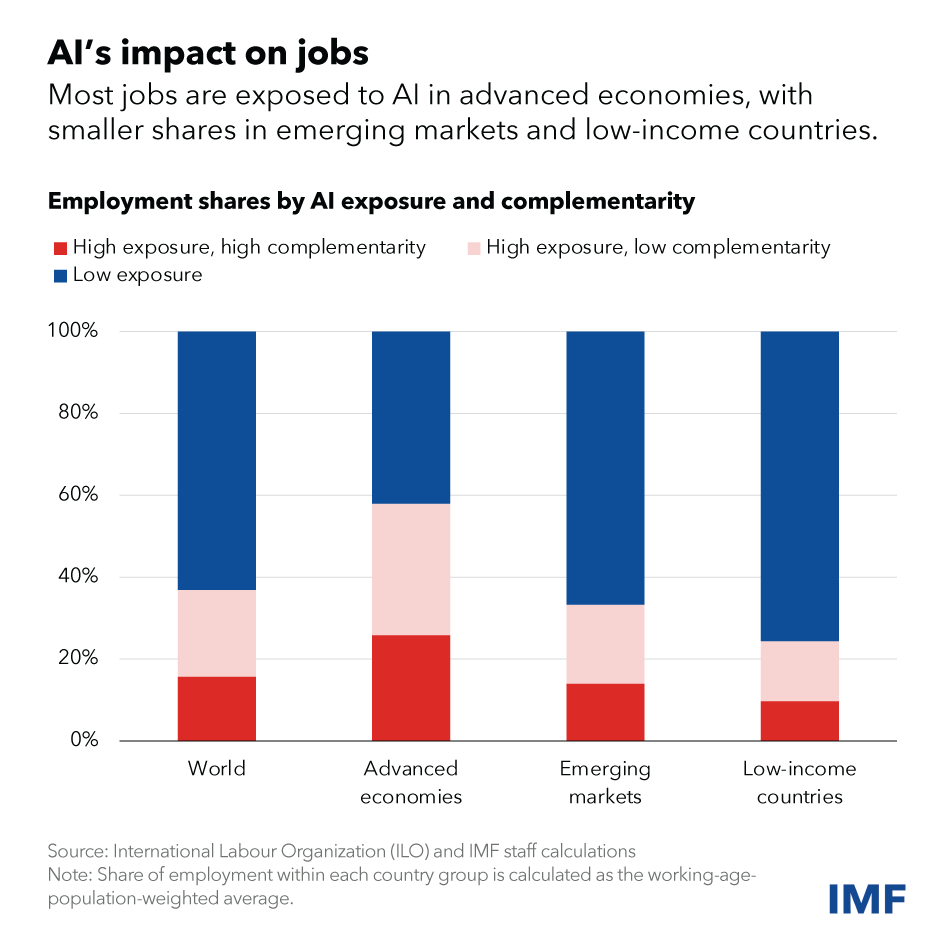 AI’s impact on jobs
Most jobs are exposed to AI in advanced economies, with
smaller shares in emerging markets and low-income countries.
Employment shares by AI exposure and complementarity
High exposure, high complementarity
High exposure, low complementarity
Low exposure
100%
80%
60%
40%
20%
0%
World
Advanced
economies
Emerging
markets
Low-income
countries
Source: International Labour Organization (ILO) and IMF staff calculations
Note: Share of employment within each country group is calculated as the working-age-
population-weighted average.
IMF